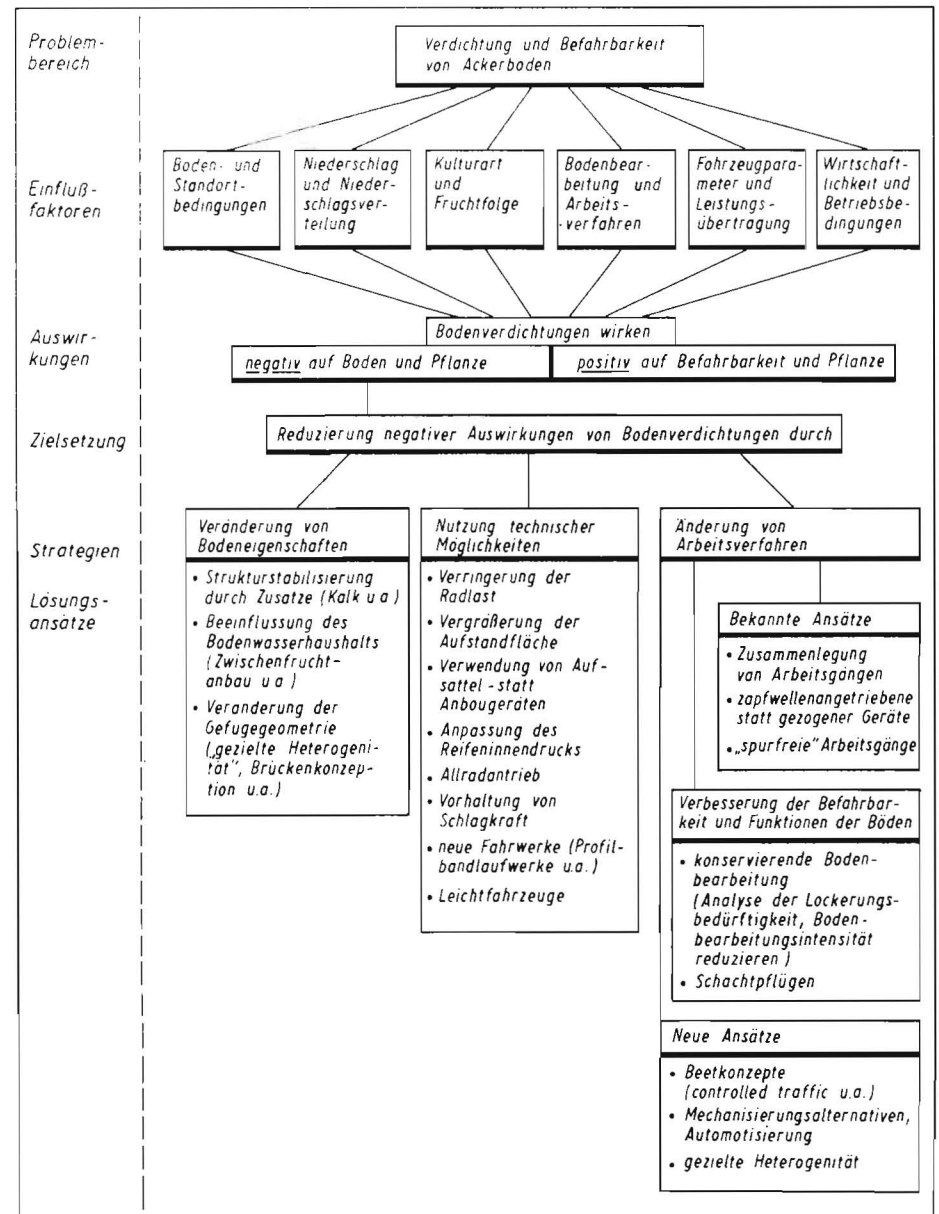 Problem-
bereich
Verdichtung und Befahrbarkeit
von Ackerboden
Einfluß-
faktoren
Boden- und
Standort-
bedingungen
Niederschlag
und Nieder-
schlagsver-
teilung
Kulturart
und
Fruchtfolge
Bodenbear-
beitung und
Arbeits-
verfahren
Fahrzeugpara-
meter und
Leistungs-
übertragung
Wirtschaft-
lichkeit und
Betriebsbe-
dingungen
Auswir-
kungen
Bodenverdichtungen wirken
negativ auf Boden und Pflanze
positiv auf Befahrbarkeit und Pflanze
Zielsetzung
Reduzierung negativer Auswirkungen von Bodenverdichtungen durch
Strategien
Lösungs-
ansätze
Veränderung von
Bodeneigenschaften
• Strukturstabilisierung
durch Zusatze (Kalk u a)
• Beeinflussung des
Bodenwasserhaushalts
(Zwischenfrucht-
anbau u a)
• Veranderung der
Gefugegeometrie
(„gezielte Heterogeni-
tät", Brückenkonzep-
tion u.a.)
Nutzung technischer
Möglichkeiten
• Verringerung der
Radlast
• Vergräßerung der
Aufstandfläche
• Verwendung von Auf-
sattel-statt
Anbougeräten
• Anpassung des
Reifeninnendrucks
• Allradantrieb
• Vorhaltung von
Schlagkraft
• neue Fahrwerke (Profil-
bandlaufwerke u.a.)
• Leichtfahrzeuge
Änderung von
Arbeitsverfahren
Bekannte Ansätze
• Zusammenlegung
van Arbeitsgängen
• zapfwellenangetriebene
statt gezogener Geräte
• „spurfreie" Arbeitsgänge
Verbesserung der Befahrbar-
keit und Funktionen der Böden
• konservierende Boden-
bearbeitung
(Analyse der Lockerungs-
bedürftigkeit, Boden-
bearbeitungsintensität
reduzieren)
• Schachtpflügen
Neue Ansätze
• Beetkonzepte
(controlled traffic u.a.)
• Mechanisierungsalternativen,
Automotisierung
• gezielte Heterogenität